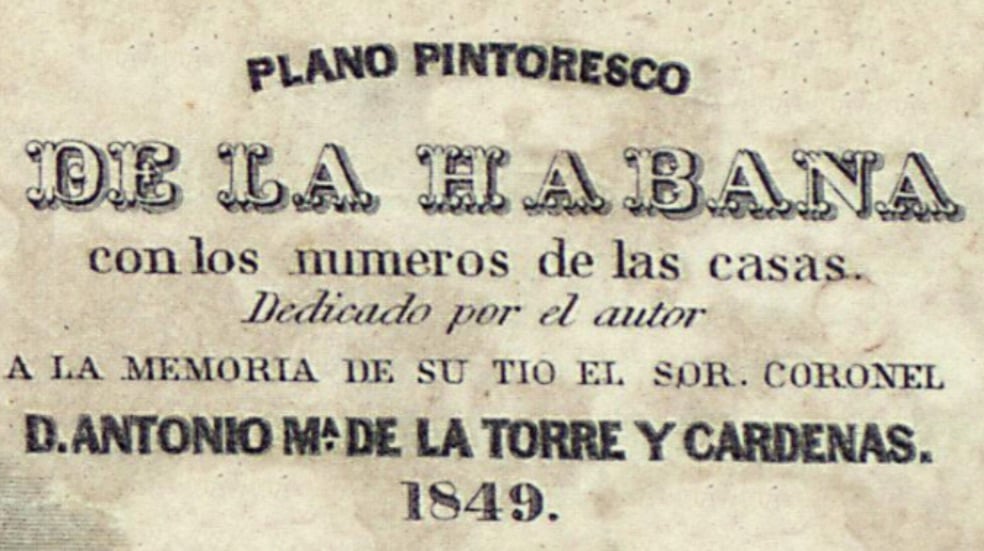 PLANO PINTORESCO
DE LA HABANA
con los numeros de las casas.
Dedicado por el autor
A LA MEMORIA DE SU TIO EL SOR. CORONEL
D. ANTONIO Mᴬ. DE LA TORRE Y CARDENAS.
1849.